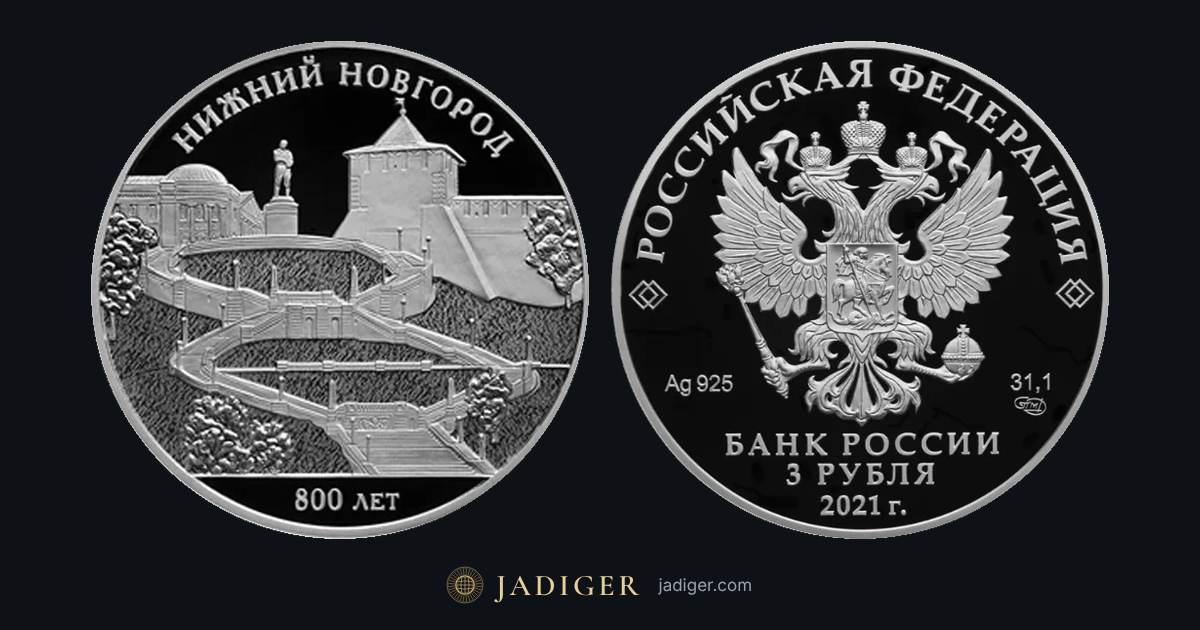 НИЖНИЙ НОВГОРОД
800 ЛЕТ
РОССИЙСКАЯ ФЕДЕРАЦИЯ
Ag 925
31,1
БАНК РОССИИ
3 РУБЛЯ
2021 г.
JADIGER
jadiger.com